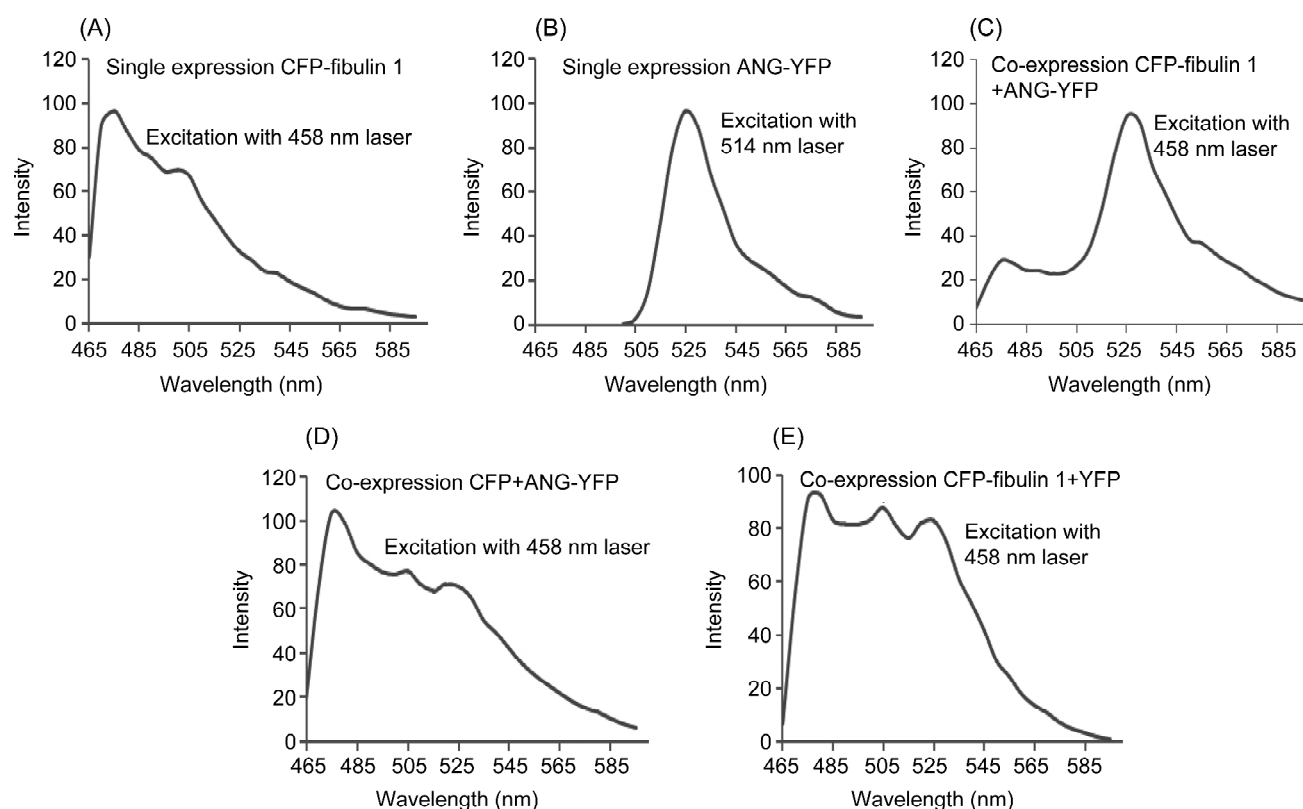 (A)
Single expression CFP-fibulin 1
Excitation with 458 nm laser
Intensity
120
100
80
60
40
20
0
465 485 505 525 545 565 585
Wavelength (nm)
(B)
Single expression ANG-YFP
Excitation with
514 nm laser
Intensity
120
100
80
60
40
20
0
465 485 505 525 545 565 585
Wavelength (nm)
(C)
Co-expression CFP-fibulin 1
+ANG-YFP
Excitation with
458 nm laser
Intensity
120
100
80
60
40
20
0
465 485 505 525 545 565 585
Wavelength (nm)
(D)
Co-expression CFP+ANG-YFP
Excitation with 458 nm laser
Intensity
120
100
80
60
40
20
0
465 485 505 525 545 565 585
Wavelength (nm)
(E)
Co-expression CFP-fibulin 1+YFP
Excitation with
458 nm laser
Intensity
100
80
60
40
20
0
465 485 505 525 545 565 585
Wavelength (nm)